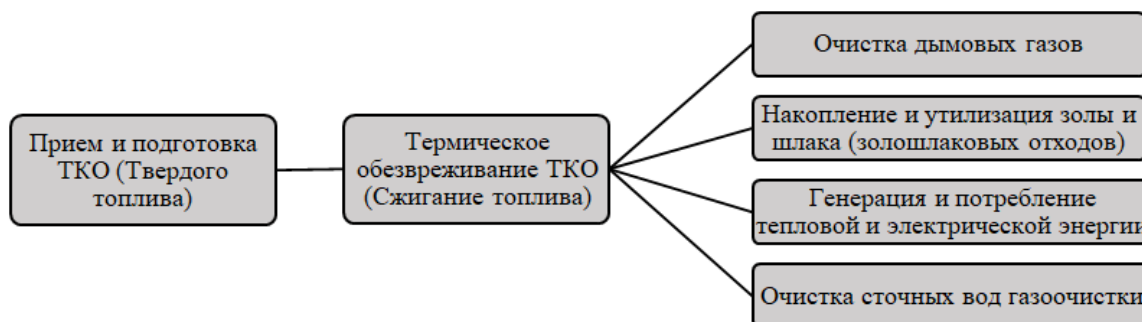 Прием и подготовка
ТКО (Твердого
топлива)
Термическое
обезвреживание ТКО
(Сжигание топлива)
Очистка дымовых газов
Накопление и утилизация золы и
шлака (золошлаковых отходов)
Генерация и потребление
тепловой и электрической энергии
Очистка сточных вод газоочистки